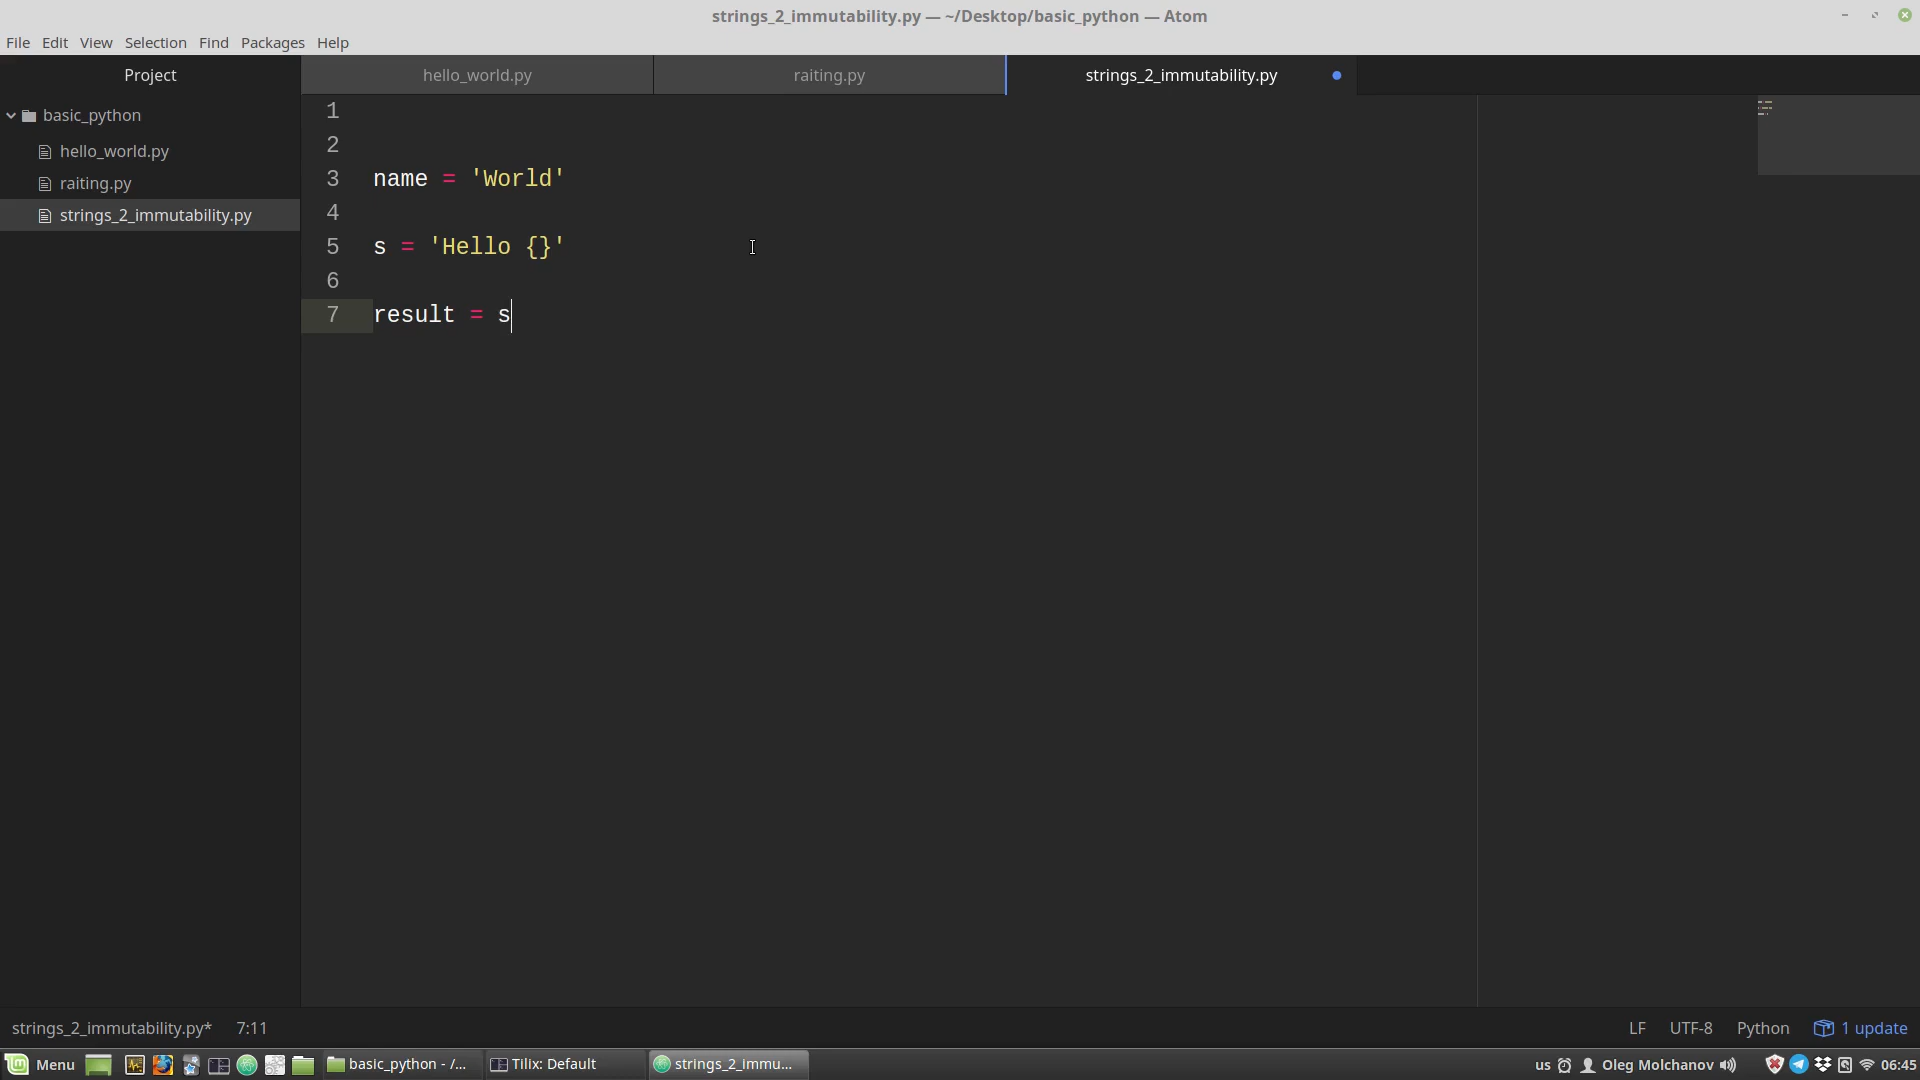 strings_2_immutability.py — ~/Desktop/basic_python — Atom
File Edit View Selection Find Packages Help
Project
hello_world.py
raiting.py
strings_2_immutability.py
basic_python
hello_world.py
raiting.py
strings_2_immutability.py
1
2
3 name = 'World'
4
5 s = 'Hello {}'
6
7 result = s
strings_2_immutability.py* 7:11
LF UTF-8 Python 1 update
Menu basic_python - /... Tilix: Default strings_2_immu... us Oleg Molchanov 06:45